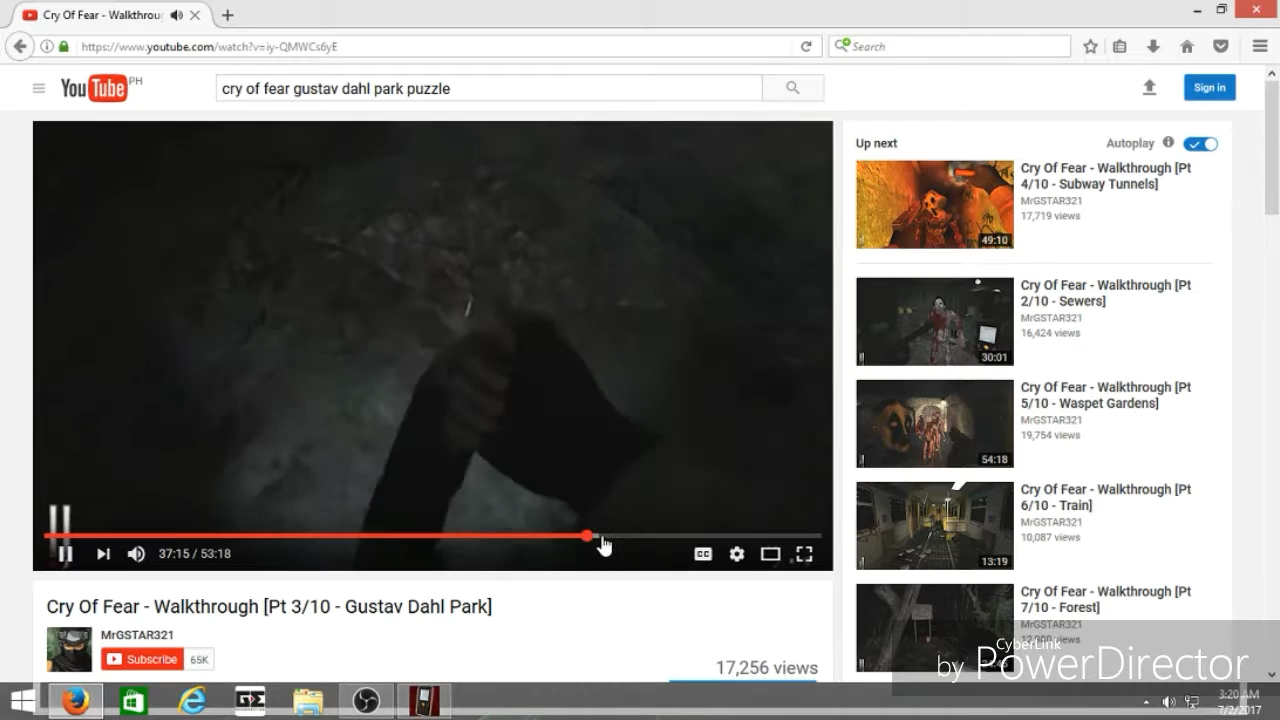 Cry Of Fear - Walkthroug
https://www.youtube.com/watch?v=iy-QMWCs6yE
Search
YouTube PH
cry of fear gustav dahl park puzzle
Sign in
Up next
Autoplay
Cry Of Fear - Walkthrough [Pt
4/10 - Subway Tunnels]
MrGSTAR321
17,719 views
49:10
Cry Of Fear - Walkthrough [Pt
2/10 - Sewers]
MrGSTAR321
16,424 views
30:01
Cry Of Fear - Walkthrough [Pt
5/10 - Waspet Gardens]
MrGSTAR321
19,754 views
54:18
Cry Of Fear - Walkthrough [Pt
6/10 - Train]
MrGSTAR321
10,087 views
13:19
Cry Of Fear - Walkthrough [Pt
7/10 - Forest]
MrGSTAR321
views
37:15 / 53:18
CC
Cry Of Fear - Walkthrough [Pt 3/10 - Gustav Dahl Park]
MrGSTAR321
Subscribe 65K
17,256 views
CyberLink
by PowerDirector
3:20 AM
7/2/2017